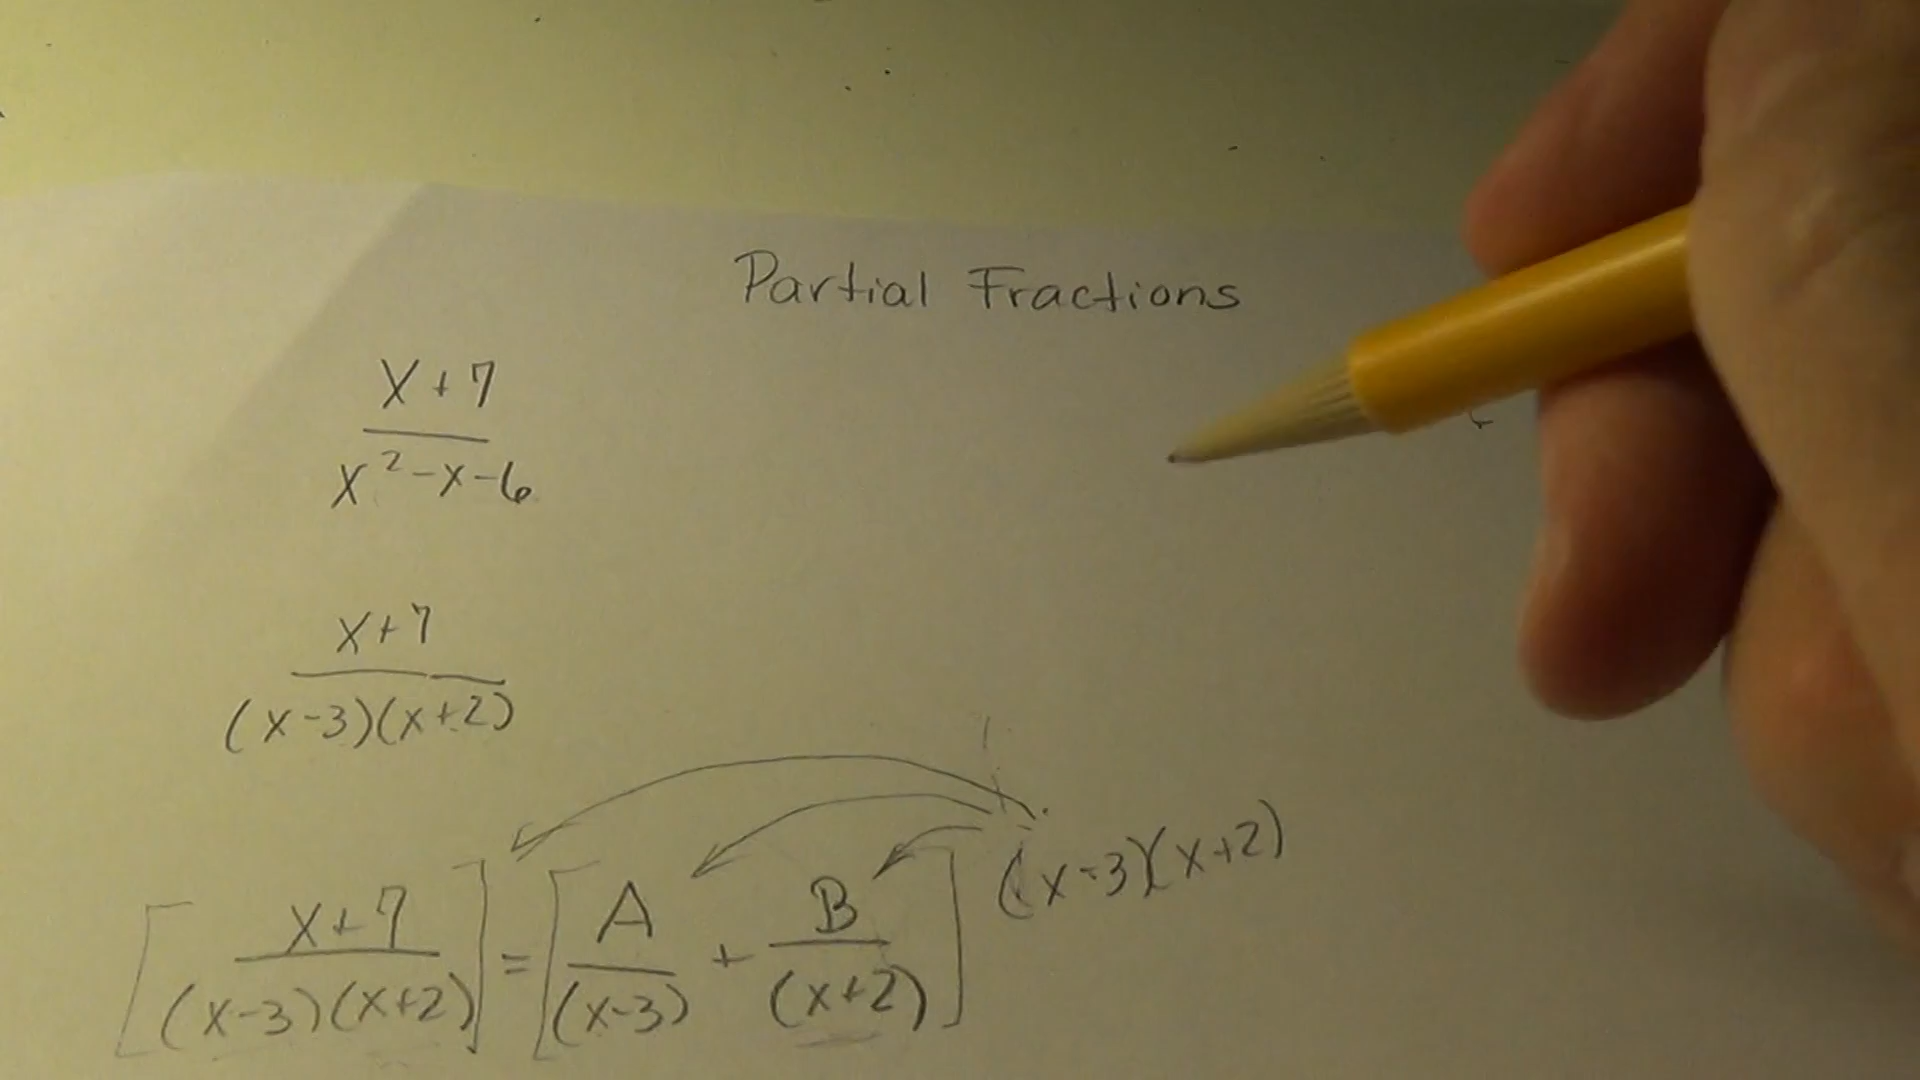 Partial Fractions
x + 7
x² - x - 6
x + 7
(x-3)(x+2)
[ x + 7 / (x-3)(x+2) ] = [ A / (x-3) + B / (x+2) ] (x-3)(x+2)